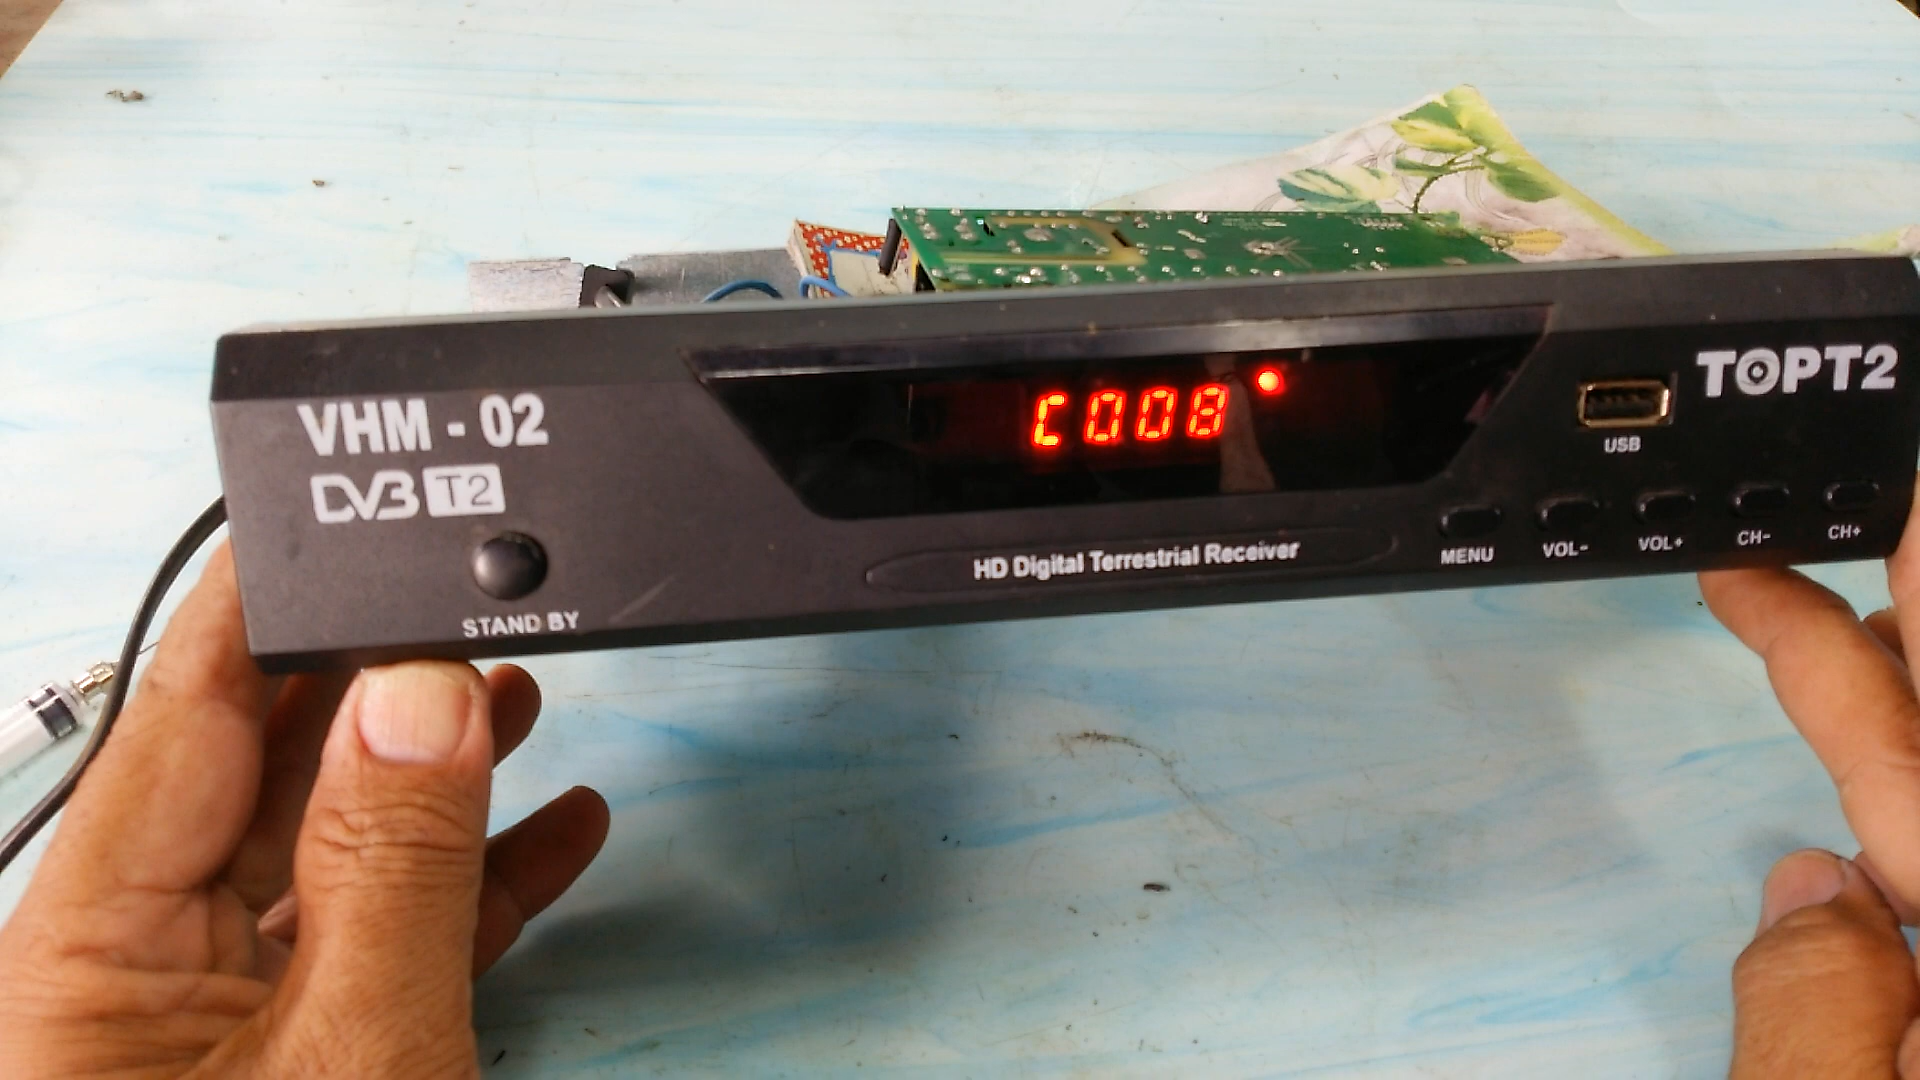 VHM - 02
DVB T2
STAND BY
C008
HD Digital Terrestrial Receiver
TOPT2
USB
MENU
VOL-
VOL+
CH-
CH+